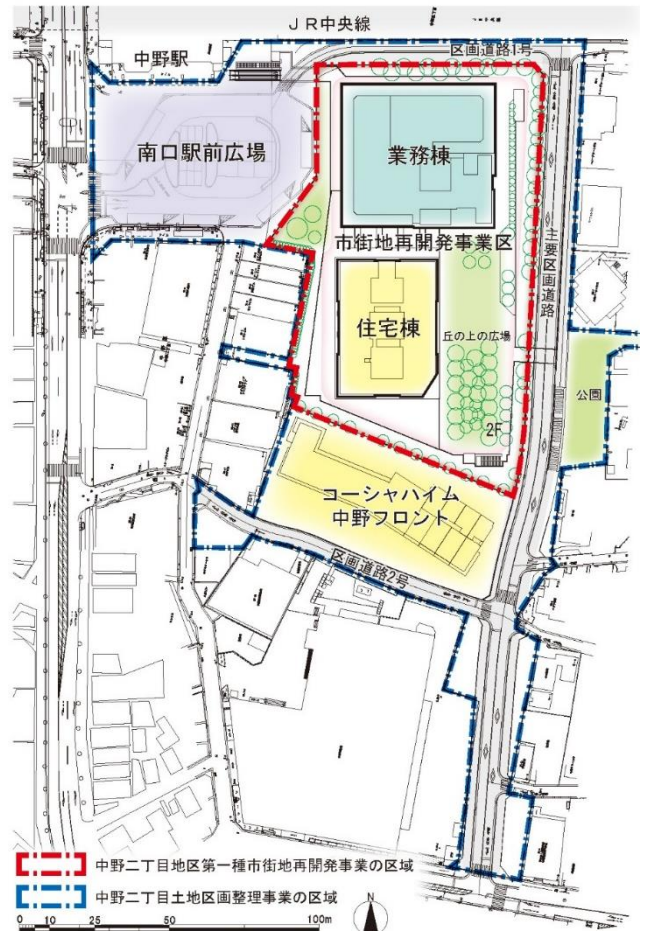 JR中央線
区画道路1号
中野駅
南口駅前広場
業務棟
市街地再開発事業区
主要区画道路
住宅棟
丘の上の広場
公園
2F
コーシャハイム
中野フロント
区画道路2号
中野二丁目地区第一種市街地再開発事業の区域
中野二丁目土地区画整理事業の区域
N
0 10 25 50 100m